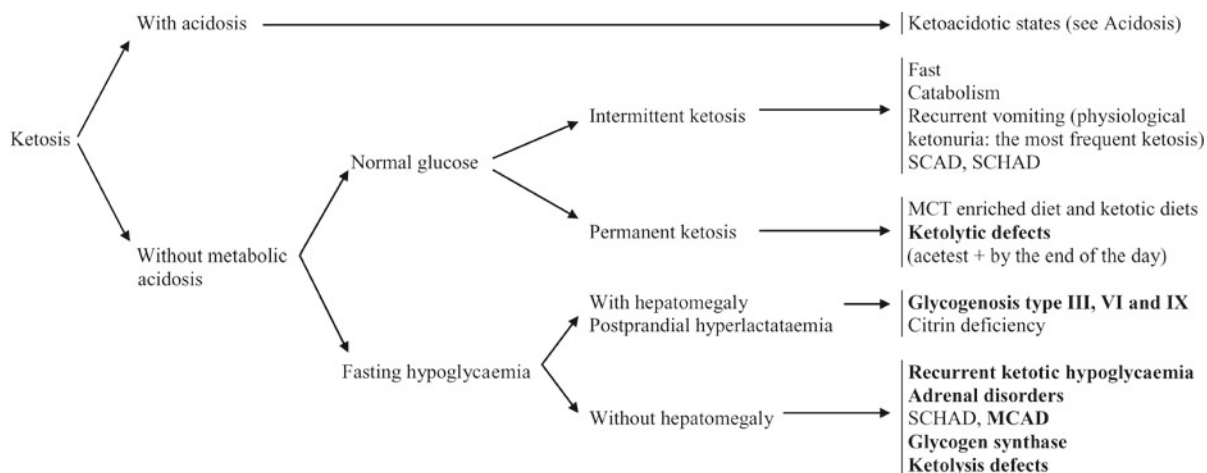 Ketosis
With acidosis
Ketoacidotic states (see Acidosis)
Without metabolic
acidosis
Normal glucose
Intermittent ketosis
Fast
Catabolism
Recurrent vomiting (physiological
ketonuria: the most frequent ketosis)
SCAD, SCHAD
Permanent ketosis
MCT enriched diet and ketotic diets
Ketolytic defects
(acetest + by the end of the day)
Fasting hypoglycaemia
With hepatomegaly
Postprandial hyperlactataemia
Glycogenosis type III, VI and IX
Citrin deficiency
Without hepatomegaly
Recurrent ketotic hypoglycaemia
Adrenal disorders
SCHAD, MCAD
Glycogen synthase
Ketolysis defects